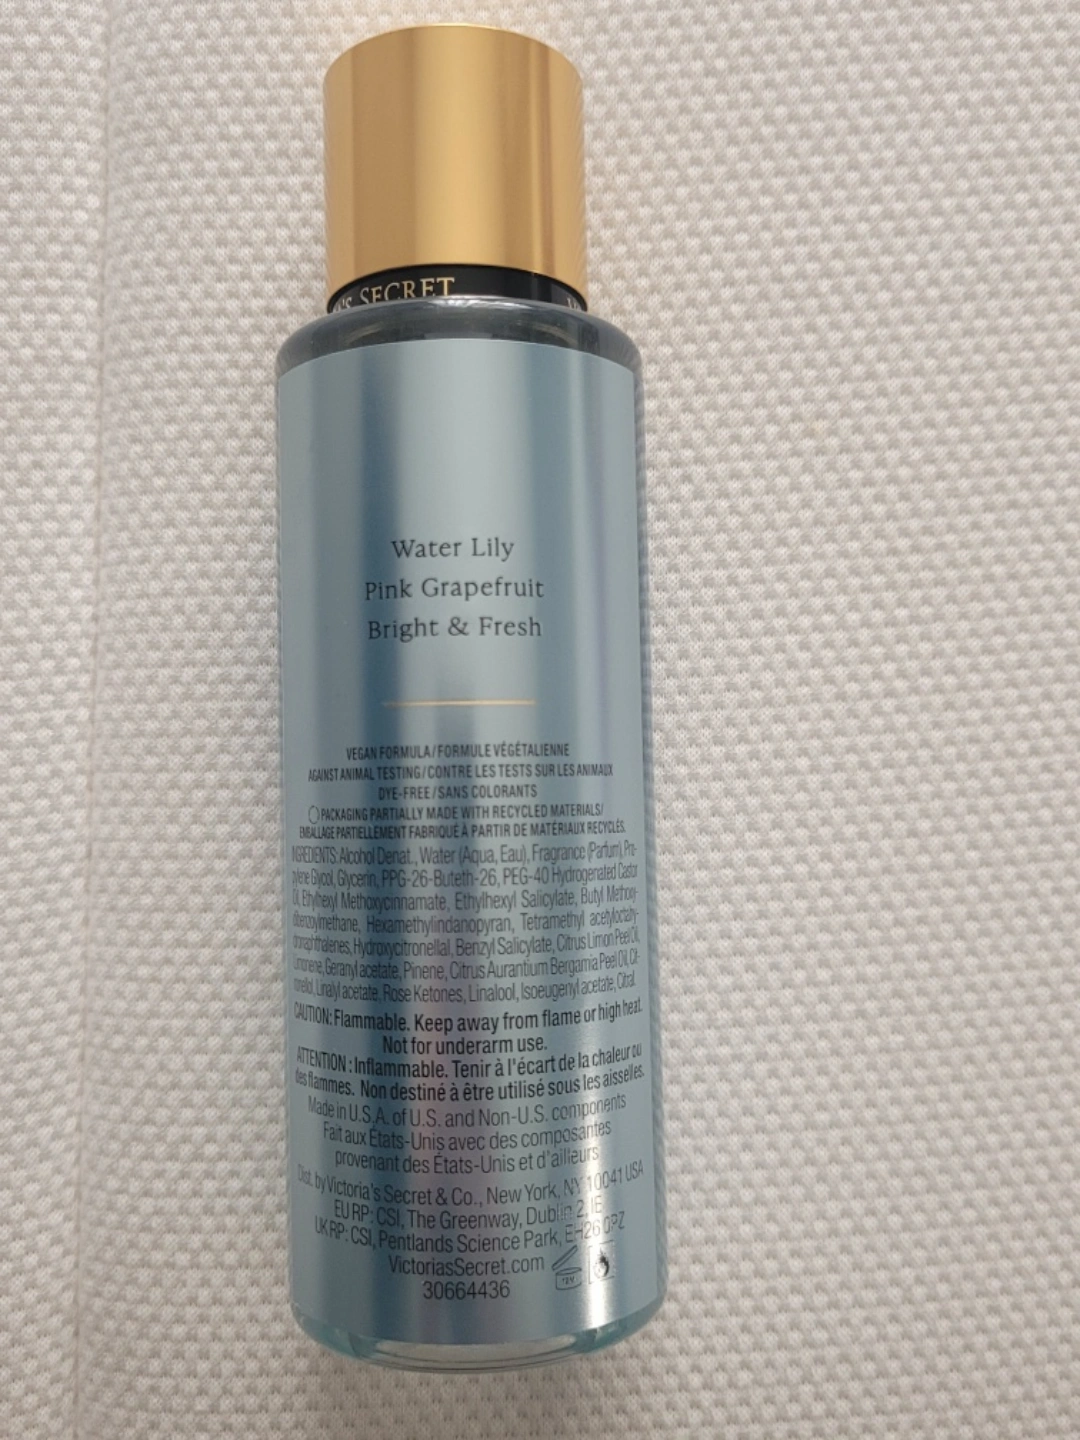 'S SECRET
Water Lily
Pink Grapefruit
Bright & Fresh
VEGAN FORMULA/FORMULE VÉGÉTALIENNE
AGAINST ANIMAL TESTING/CONTRE LES TESTS SUR LES ANIMAUX
DYE-FREE/SANS COLORANTS
PACKAGING PARTIALLY MADE WITH RECYCLED MATERIALS/
EMBALLAGE PARTIELLEMENT FABRIQUÉ À PARTIR DE MATÉRIAUX RECYCLÉS.
INGREDIENTS: Alcohol Denat., Water (Aqua, Eau), Fragrance (Parfum), Pro-
pylene Glycol, Glycerin, PPG-26-Buteth-26, PEG-40 Hydrogenated Castor
Oil, Ethylhexyl Methoxycinnamate, Ethylhexyl Salicylate, Butyl Methoxy-
dibenzoylmethane, Hexamethylindanopyran, Tetramethyl acetyloctahy-
dronaphthalenes, Hydroxycitronellal, Benzyl Salicylate, Citrus Limon Peel Oil,
Limonene, Geranyl acetate, Pinene, Citrus Aurantium Bergamia Peel Oil, Cit-
ronellol, Linalyl acetate, Rose Ketones, Linalool, Isoeugenyl acetate, Citral.
CAUTION: Flammable. Keep away from flame or high heat.
Not for underarm use.
ATTENTION : Inflammable. Tenir à l'écart de la chaleur ou
des flammes. Non destiné à être utilisé sous les aisselles.
Made in U.S.A. of U.S. and Non-U.S. components
Fait aux États-Unis avec des composantes
provenant des États-Unis et d'ailleurs
Dist. by Victoria's Secret & Co., New York, NY 10041 USA
EU RP: CSI, The Greenway, Dublin 2, IE
UK RP: CSI, Pentlands Science Park, EH26 0PZ
VictoriasSecret.com
30664436